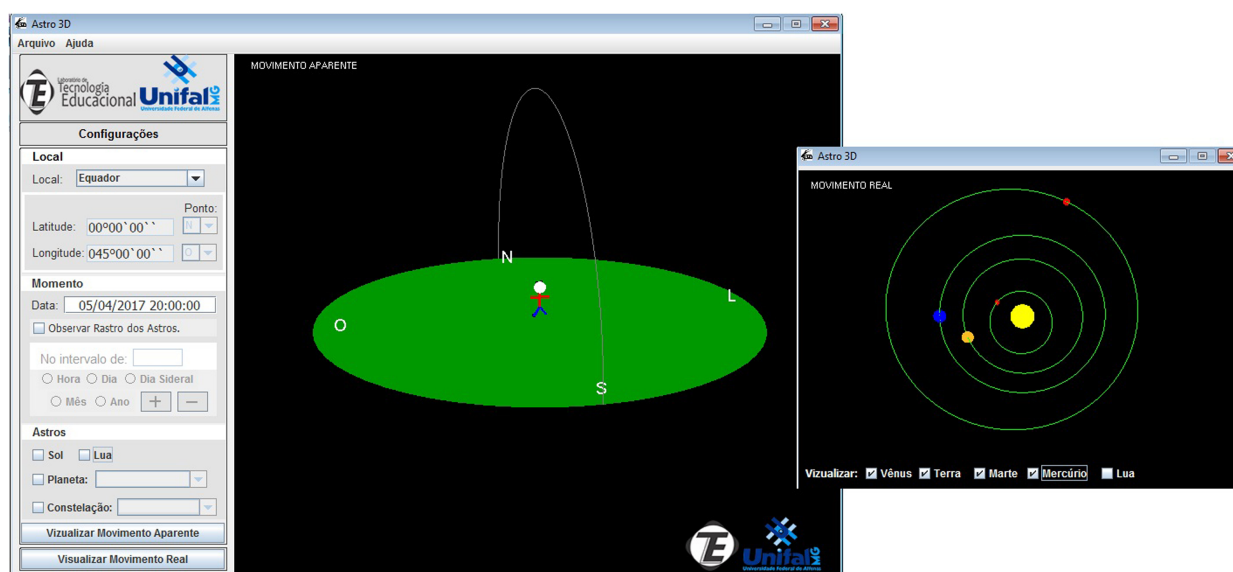 Astro 3D
Arquivo Ajuda
Laboratório de
Tecnologia
Educacional
Unifal MG
Universidade Federal de Alfenas
Configurações
Local
Local: Equador
Ponto:
Latitude: 00º00`00`` N
Longitude: 045º00`00`` O
Momento
Data: 05/04/2017 20:00:00
Observar Rastro dos Astros.
No intervalo de:
Hora Dia Dia Sideral
Mês Ano + −
Astros
Sol Lua
Planeta:
Constelação:
Vizualizar Movimento Aparente
Visualizar Movimento Real
MOVIMENTO APARENTE
N
L
O
S
TE Unifal MG
Universidade Federal de Alfenas
Astro 3D
MOVIMENTO REAL
Vizualizar: Vênus Terra Marte Mercúrio Lua